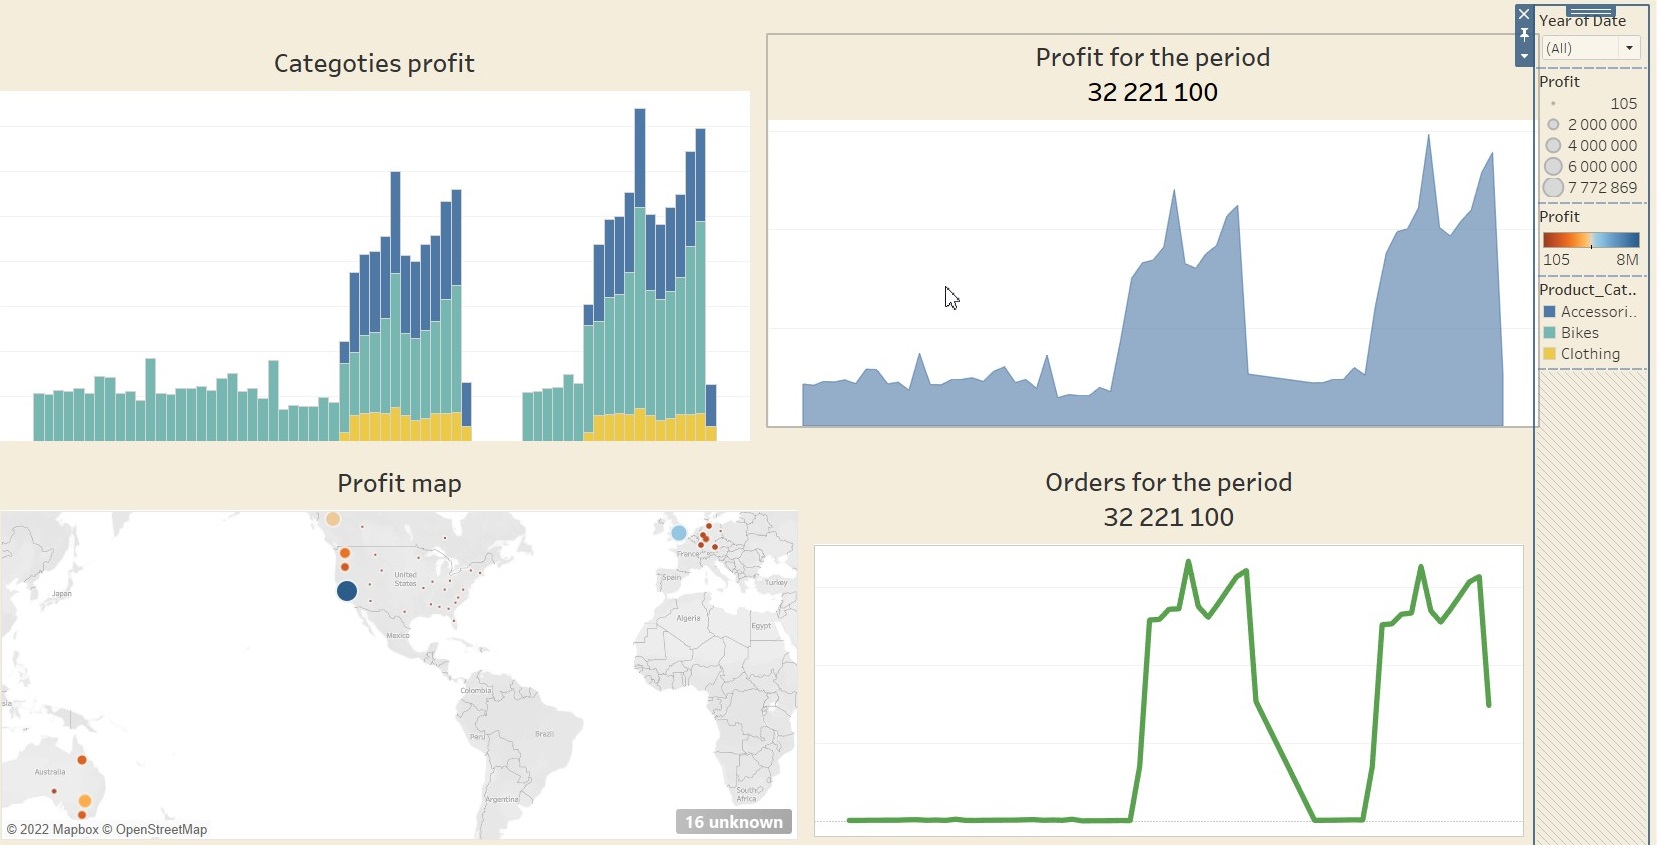 Categoties profit
Profit for the period
32 221 100
Year of Date
(All)
Profit
105
2 000 000
4 000 000
6 000 000
7 772 869
Profit
105 8M
Product_Cat..
Accessori..
Bikes
Clothing
Profit map
Japan
United States
Mexico
Colombia
Peru
Brazil
Argentina
France
Spain
Turkey
Algeria
Egypt
South Africa
Australia
© 2022 Mapbox © OpenStreetMap
16 unknown
Orders for the period
32 221 100